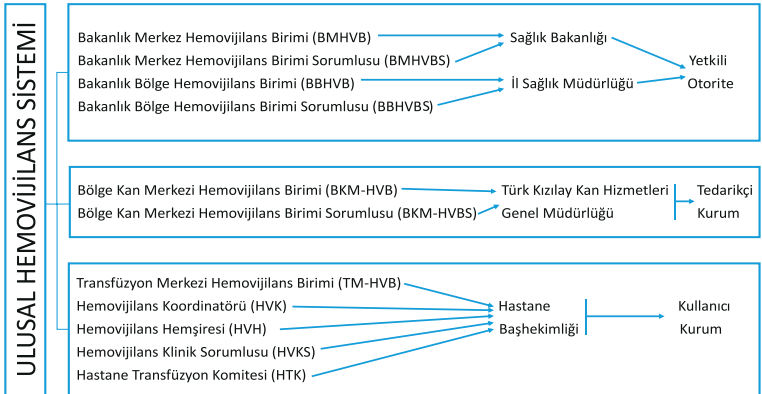 ULUSAL HEMOVİJİLANS SİSTEMİ
Bakanlık Merkez Hemovijilans Birimi (BMHVB)
Bakanlık Merkez Hemovijilans Birimi Sorumlusu (BMHVBS)
Bakanlık Bölge Hemovijilans Birimi (BBHVB)
Bakanlık Bölge Hemovijilans Birimi Sorumlusu (BBHVBS)
Sağlık Bakanlığı
İl Sağlık Müdürlüğü
Yetkili
Otorite
Bölge Kan Merkezi Hemovijilans Birimi (BKM-HVB)
Bölge Kan Merkezi Hemovijilans Birimi Sorumlusu (BKM-HVBS)
Türk Kızılay Kan Hizmetleri
Genel Müdürlüğü
Tedarikçi
Kurum
Transfüzyon Merkezi Hemovijilans Birimi (TM-HVB)
Hemovijilans Koordinatörü (HVK)
Hemovijilans Hemşiresi (HVH)
Hemovijilans Klinik Sorumlusu (HVKS)
Hastane Transfüzyon Komitesi (HTK)
Hastane
Başhekimliği
Kullanıcı
Kurum